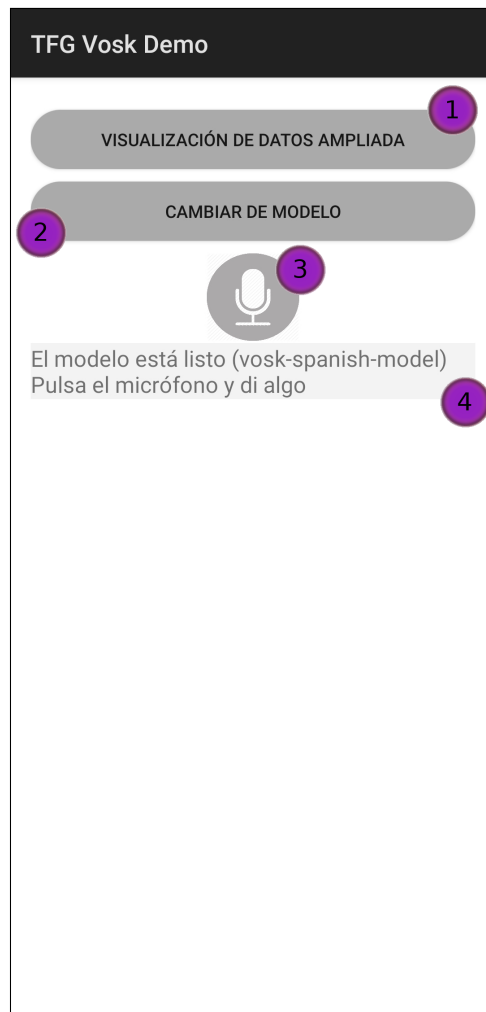 TFG Vosk Demo
1
VISUALIZACIÓN DE DATOS AMPLIADA
CAMBIAR DE MODELO
2
3
El modelo está listo (vosk-spanish-model)
Pulsa el micrófono y di algo
4